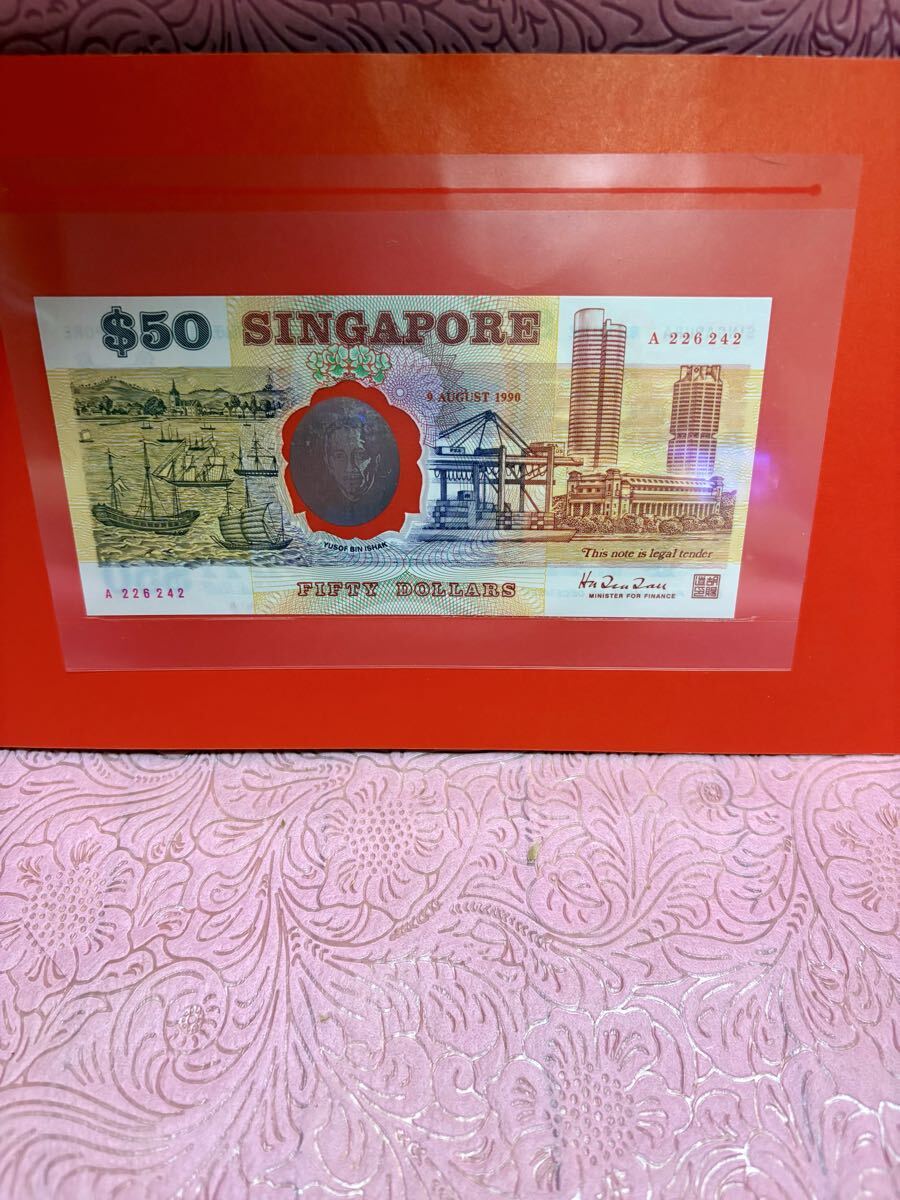 $50 SINGAPORE
A 226242
9 AUGUST 1990
YUSOF BIN ISHAK
This note is legal tender
A 226242
FIFTY DOLLARS
MINISTER FOR FINANCE